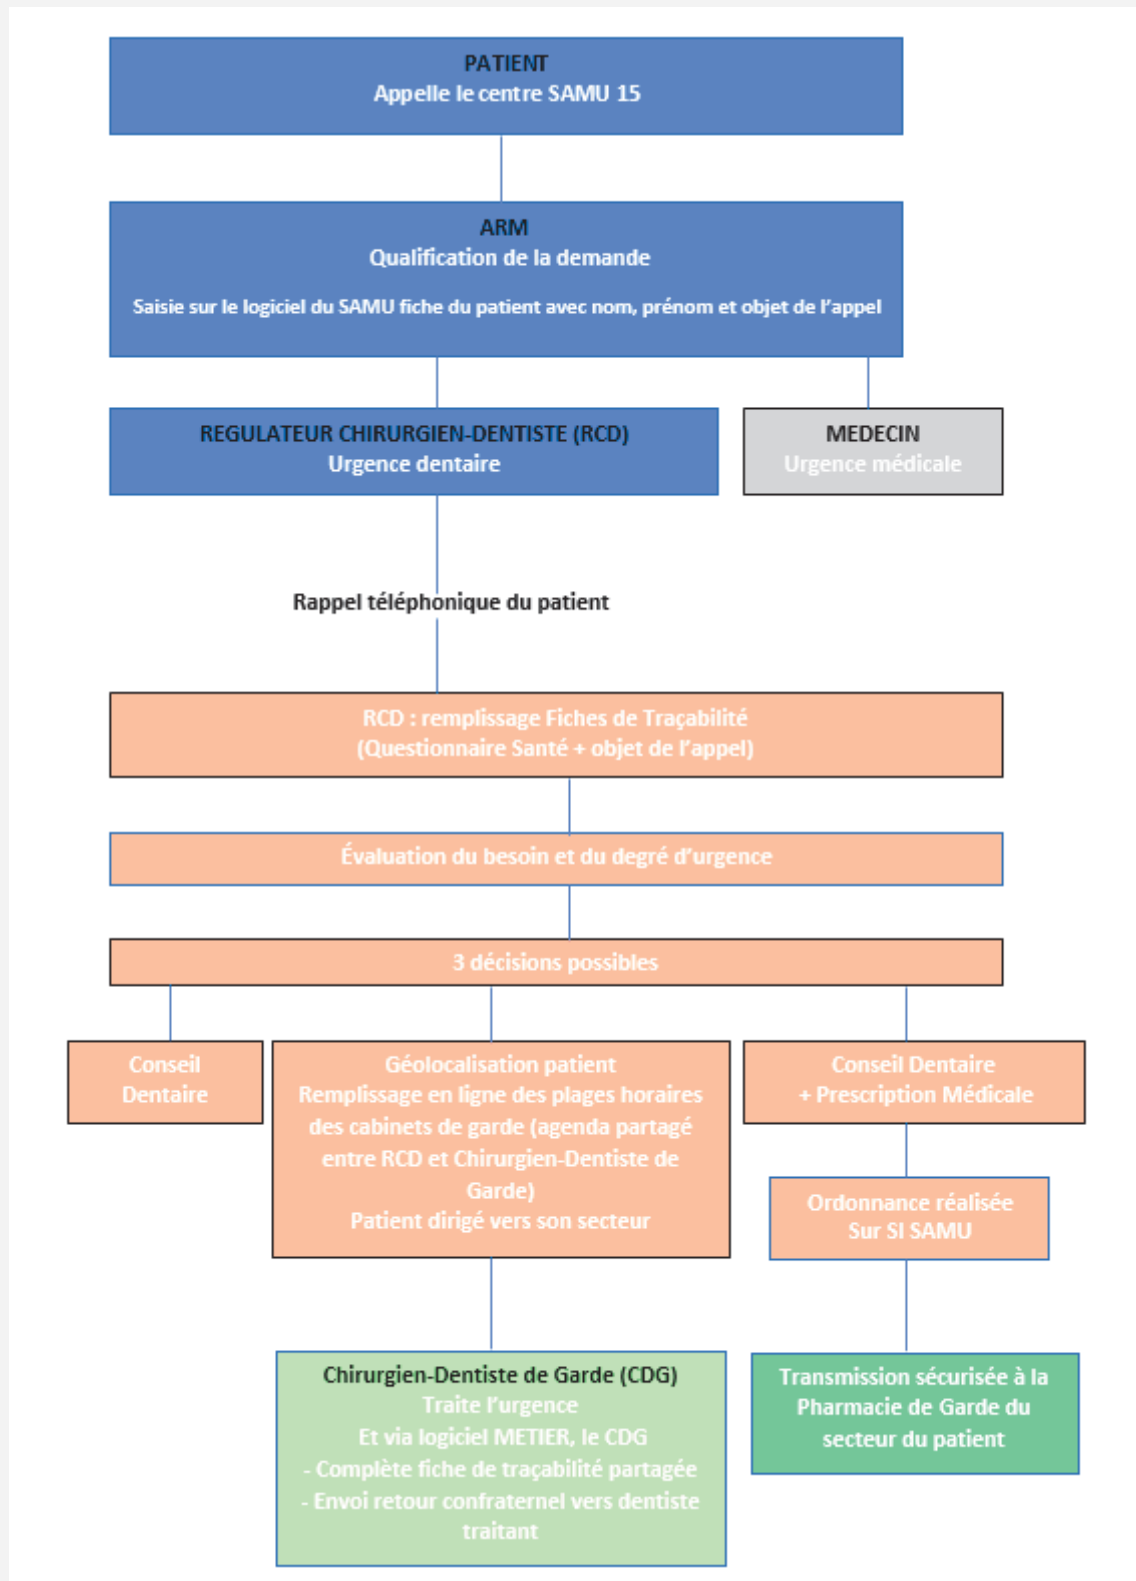 PATIENT
Appelle le centre SAMU 15
ARM
Qualification de la demande
Saisie sur le logiciel du SAMU fiche du patient avec nom, prénom et objet de l’appel
REGULATEUR CHIRURGIEN-DENTISTE (RCD)
Urgence dentaire
MEDECIN
Urgence médicale
Rappel téléphonique du patient
RCD : remplissage Fiches de Traçabilité
(Questionnaire Santé + objet de l’appel)
Évaluation du besoin et du degré d’urgence
3 décisions possibles
Conseil
Dentaire
Géolocalisation patient
Remplissage en ligne des plages horaires
des cabinets de garde (agenda partagé
entre RCD et Chirurgien-Dentiste de
Garde)
Patient dirigé vers son secteur
Conseil Dentaire
+ Prescription Médicale
Ordonnance réalisée
Sur SI SAMU
Chirurgien-Dentiste de Garde (CDG)
Traite l’urgence
Et via logiciel METIER, le CDG
- Complète fiche de traçabilité partagée
- Envoi retour confraternel vers dentiste
traitant
Transmission sécurisée à la
Pharmacie de Garde du
secteur du patient